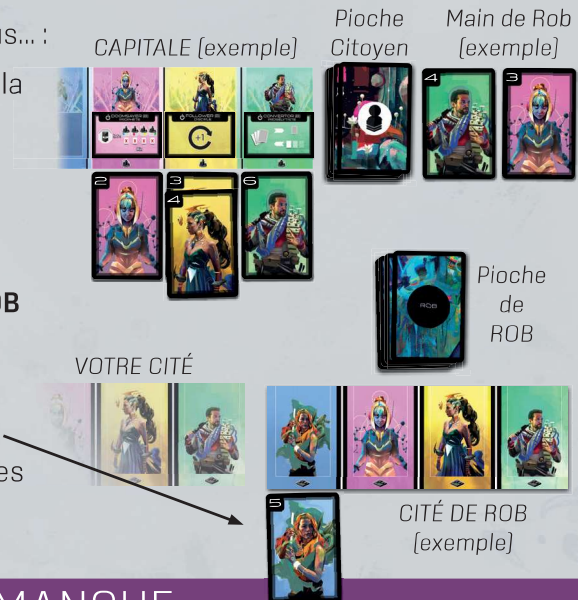 s... :
la
CAPITALE (exemple)
Pioche
Citoyen
Main de Rob
(exemple)
4
3
+1
2
3
4
6
ROB
Pioche
de
ROB
OB
VOTRE CITÉ
es
5
CITÉ DE ROB
(exemple)
MANQUE